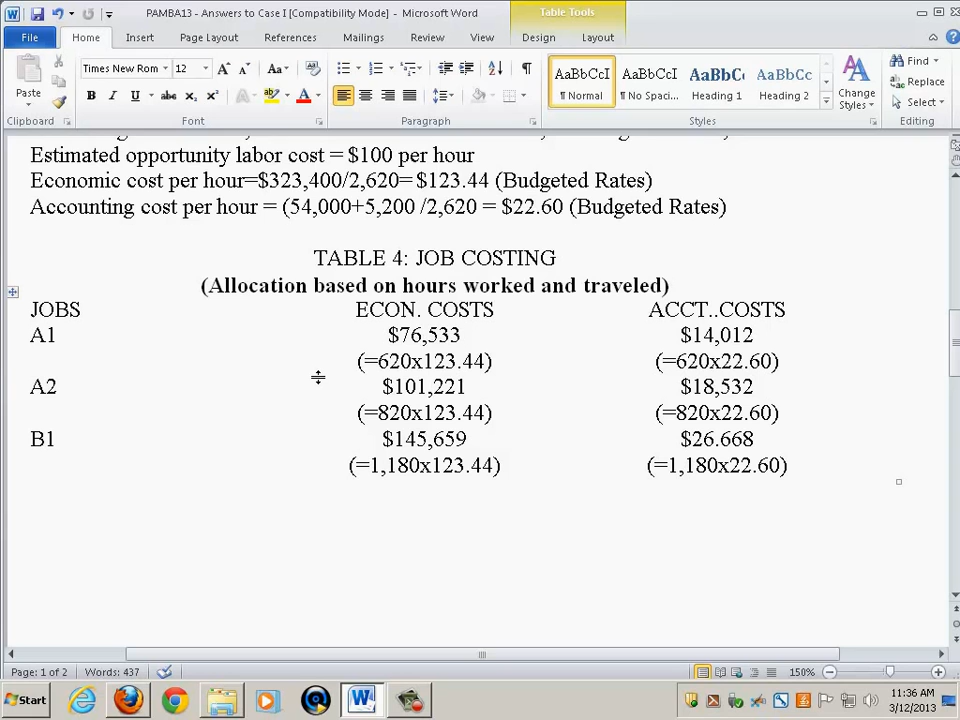 PAMBA13 - Answers to Case I [Compatibility Mode] - Microsoft Word
Table Tools
File Home Insert Page Layout References Mailings Review View Design Layout
Times New Rom 12
AaBbCcI AaBbCcI AaBbCc AaBbCcI
Find
Replace
Select
Paste
¶ Normal ¶ No Spaci... Heading 1 Heading 2
Change Styles
Clipboard Font Paragraph Styles Editing
Estimated opportunity labor cost = $100 per hour
Economic cost per hour=$323,400/2,620= $123.44 (Budgeted Rates)
Accounting cost per hour = (54,000+5,200 /2,620 = $22.60 (Budgeted Rates)
TABLE 4: JOB COSTING
(Allocation based on hours worked and traveled)
JOBS ECON. COSTS ACCT..COSTS
A1 $76,533 $14,012
(=620x123.44) (=620x22.60)
A2 $101,221 $18,532
(=820x123.44) (=820x22.60)
B1 $145,659 $26.668
(=1,180x123.44) (=1,180x22.60)
Page: 1 of 2 Words: 437 150%
Start
11:36 AM
3/12/2013